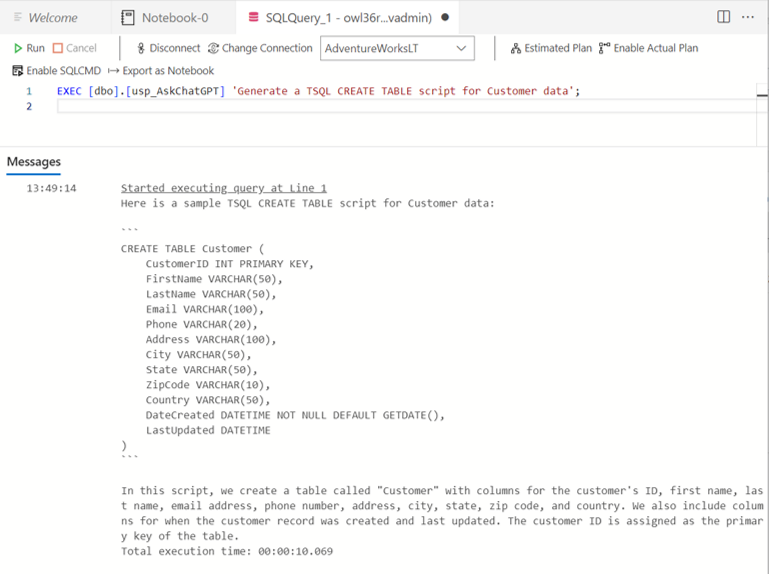 Welcome
Notebook-0
SQLQuery_1 - owl36r...vadmin)
Run Cancel Disconnect Change Connection AdventureWorksLT Estimated Plan Enable Actual Plan
Enable SQLCMD Export as Notebook
1 EXEC [dbo].[usp_AskChatGPT] 'Generate a TSQL CREATE TABLE script for Customer data';
2
Messages
13:49:14 Started executing query at Line 1
Here is a sample TSQL CREATE TABLE script for Customer data:
```
CREATE TABLE Customer (
CustomerID INT PRIMARY KEY,
FirstName VARCHAR(50),
LastName VARCHAR(50),
Email VARCHAR(100),
Phone VARCHAR(20),
Address VARCHAR(100),
City VARCHAR(50),
State VARCHAR(50),
ZipCode VARCHAR(10),
Country VARCHAR(50),
DateCreated DATETIME NOT NULL DEFAULT GETDATE(),
LastUpdated DATETIME
)
```
In this script, we create a table called "Customer" with columns for the customer's ID, first name, las
t name, email address, phone number, address, city, state, zip code, and country. We also include colum
ns for when the customer record was created and last updated. The customer ID is assigned as the primar
y key of the table.
Total execution time: 00:00:10.069